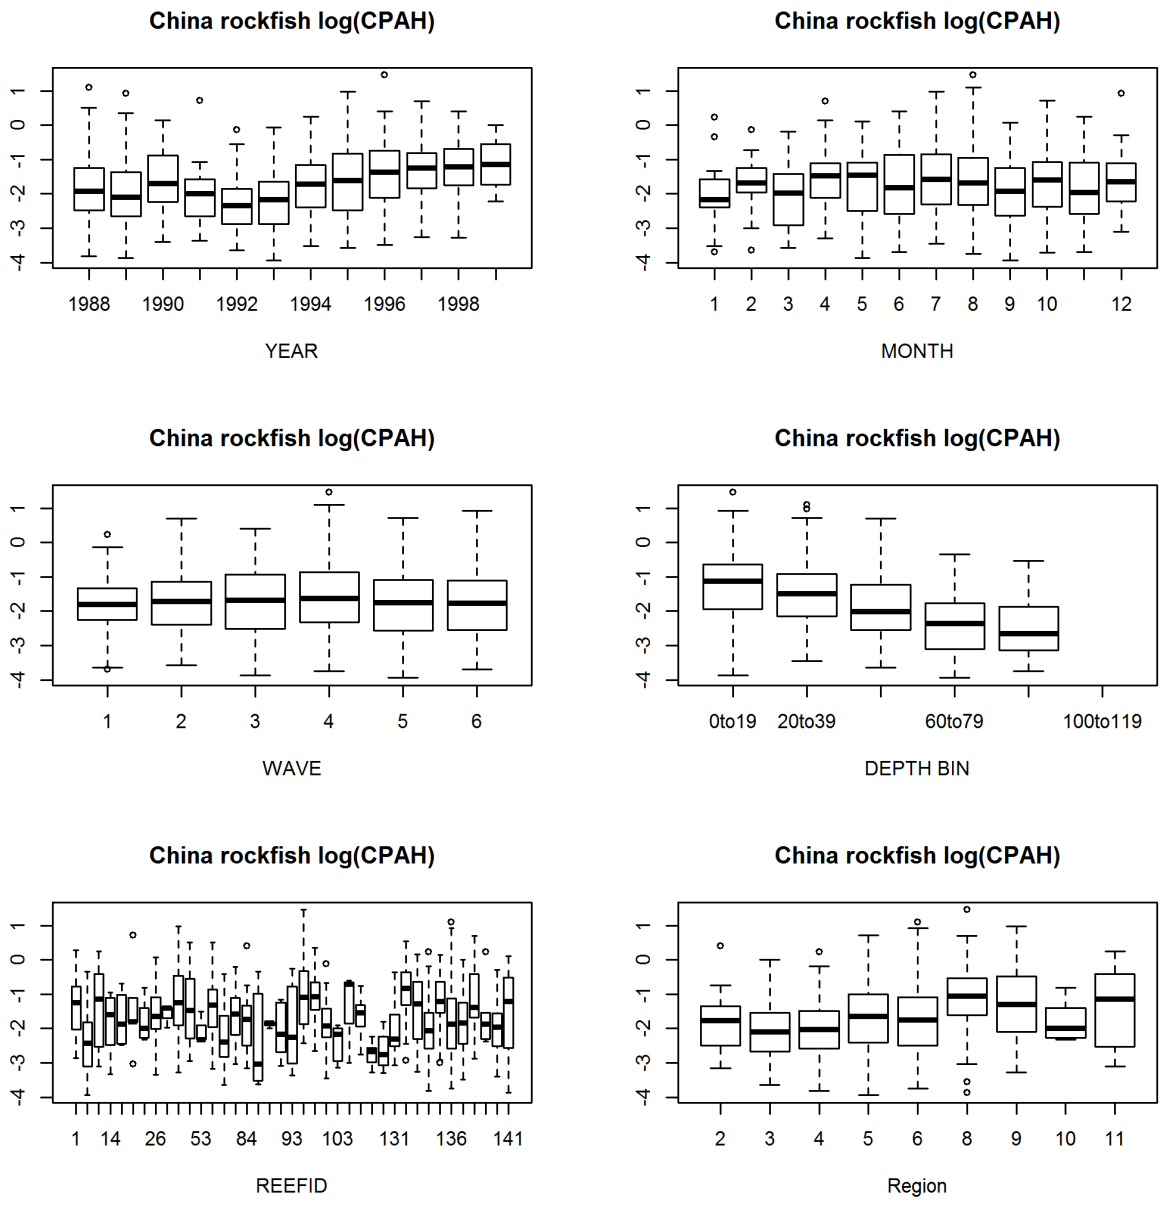 China rockfish log(CPAH)
1
0
-1
-2
-3
-4
1988 1990 1992 1994 1996 1998
YEAR
China rockfish log(CPAH)
1
0
-1
-2
-3
-4
1 2 3 4 5 6 7 8 9 10 12
MONTH
China rockfish log(CPAH)
1
0
-1
-2
-3
-4
1 2 3 4 5 6
WAVE
China rockfish log(CPAH)
1
0
-1
-2
-3
-4
0to19 20to39 60to79 100to119
DEPTH BIN
China rockfish log(CPAH)
1
0
-1
-2
-3
-4
1 14 26 53 84 93 103 131 136 141
REEFID
China rockfish log(CPAH)
1
0
-1
-2
-3
-4
2 3 4 5 6 8 9 10 11
Region